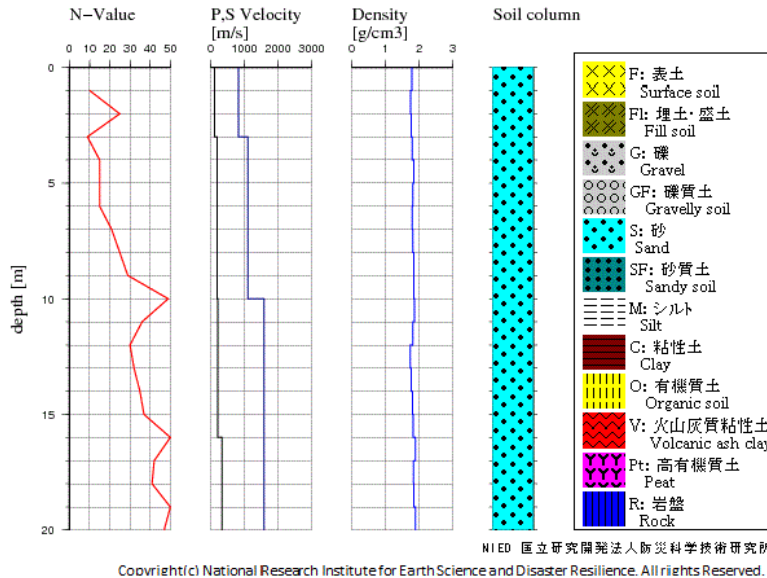 N-Value
P,S Velocity
[m/s]
Density
[g/cm3]
Soil column
0 10 20 30 40 50
0 1000 2000 3000
0 1 2 3
0
5
10
15
20
depth [m]
F: 表土
Surface soil
Fl: 埋土・盛土
Fill soil
G: 礫
Gravel
GF: 礫質土
Gravelly soil
S: 砂
Sand
SF: 砂質土
Sandy soil
M: シルト
Silt
C: 粘性土
Clay
O: 有機質土
Organic soil
V: 火山灰質粘性土
Volcanic ash clay
Pt: 高有機質土
Peat
R: 岩盤
Rock
NIED 国立研究開発法人防災科学技術研究所
Copyright(c) National Research Institute for Earth Science and Disaster Resilience. All rights Reserved.